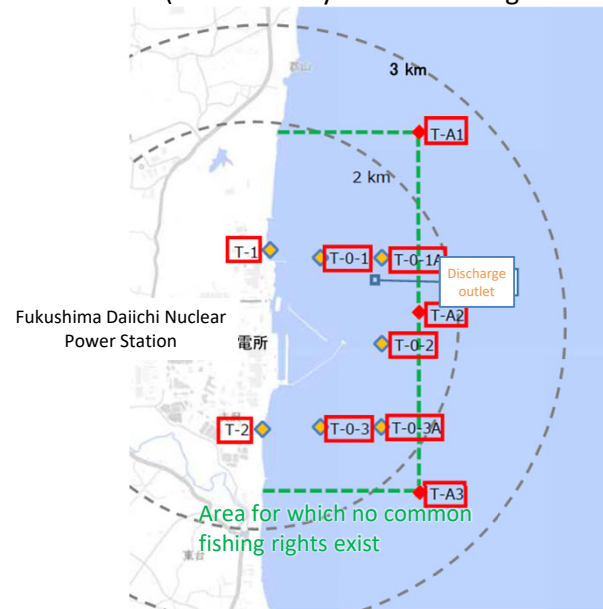 3 km
T-A1
2 km
T-1
T-0-1
T-0-1A
Discharge
outlet
Fukushima Daiichi Nuclear
Power Station
電所
T-A2
T-0-2
T-2
T-0-3
T-0-3A
T-A3
Area for which no common
fishing rights exist